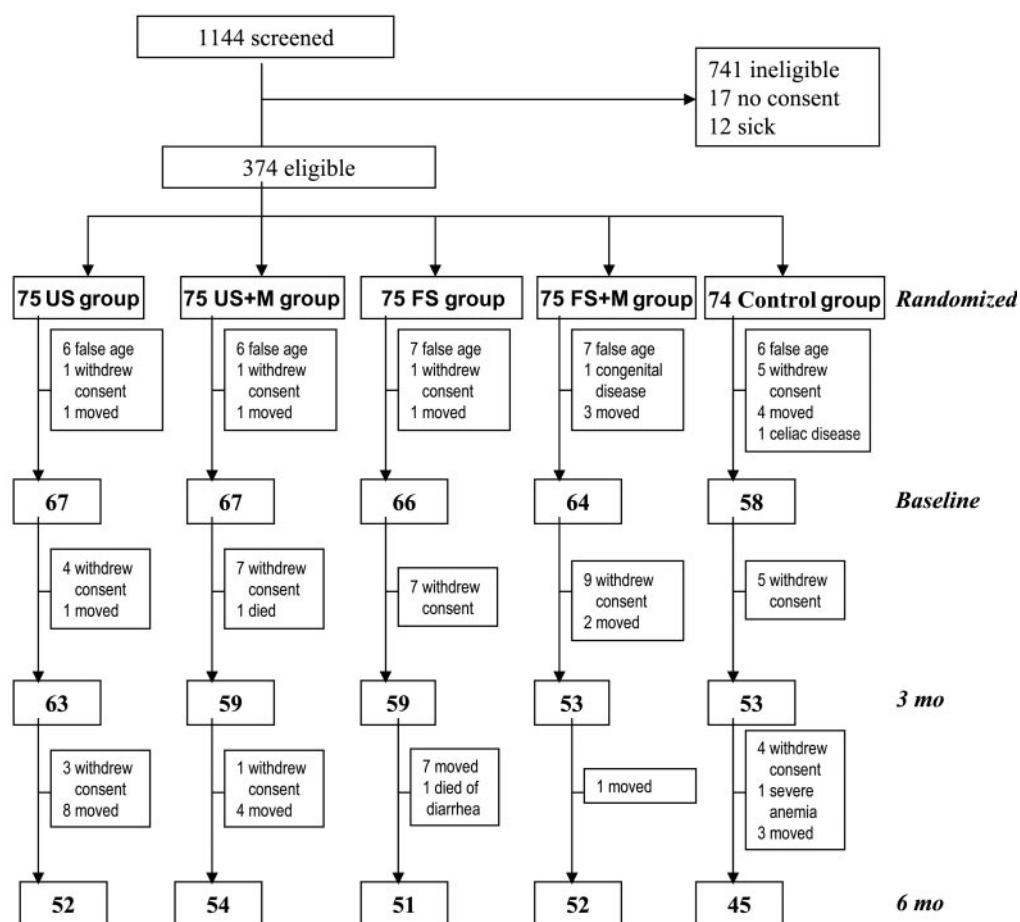 1144 screened
741 ineligible
17 no consent
12 sick
374 eligible
75 US group
75 US+M group
75 FS group
75 FS+M group
74 Control group
Randomized
6 false age
1 withdrew
consent
1 moved
6 false age
1 withdrew
consent
1 moved
7 false age
1 withdrew
consent
1 moved
7 false age
1 congenital
disease
3 moved
6 false age
5 withdrew
consent
4 moved
1 celiac disease
67
67
66
64
58
Baseline
4 withdrew
consent
1 moved
7 withdrew
consent
1 died
7 withdrew
consent
9 withdrew
consent
2 moved
5 withdrew
consent
63
59
59
53
53
3 mo
3 withdrew
consent
8 moved
1 withdrew
consent
4 moved
7 moved
1 died of
diarrhea
1 moved
4 withdrew
consent
1 severe
anemia
3 moved
52
54
51
52
45
6 mo